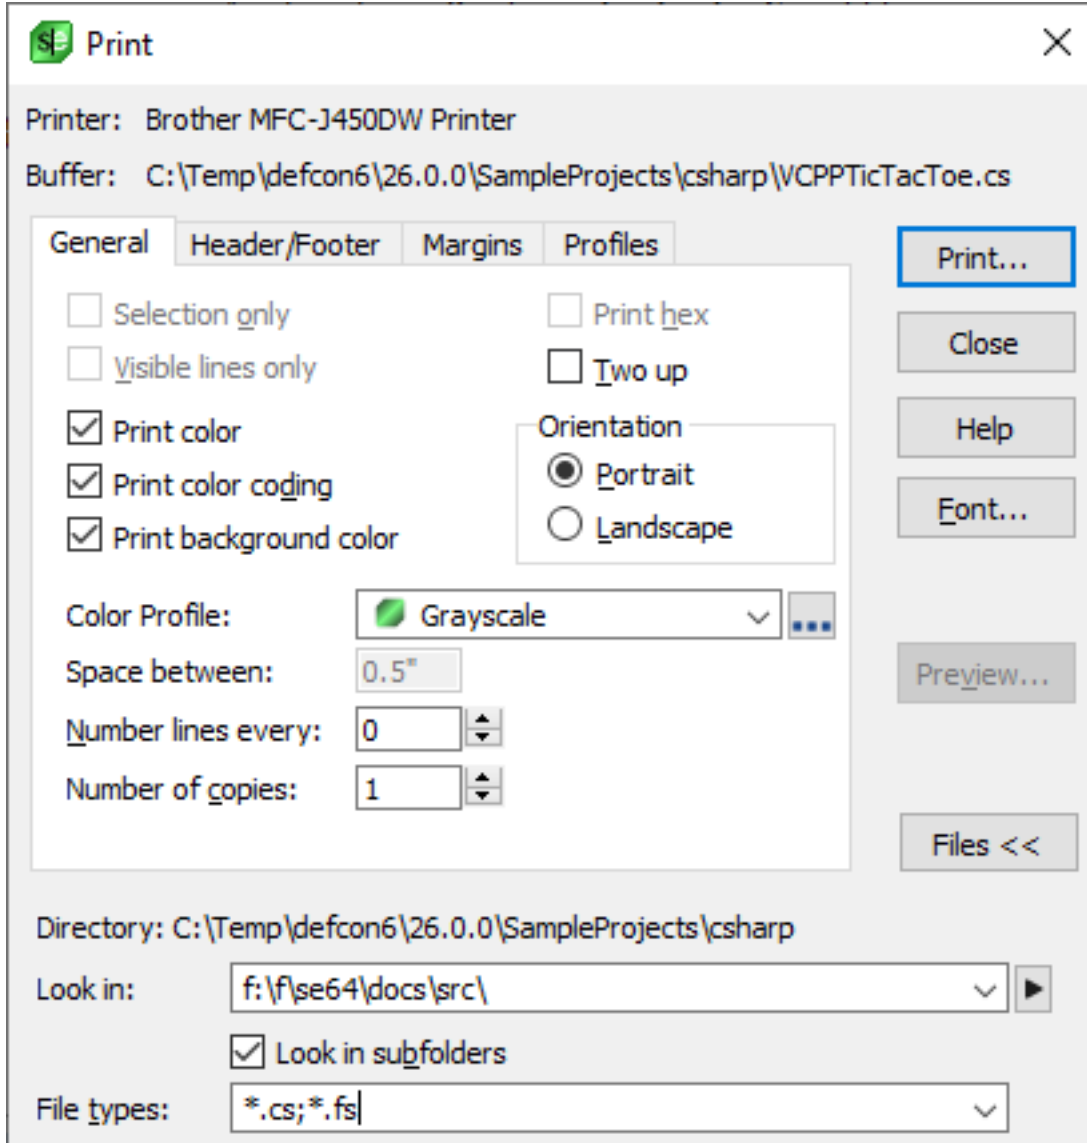 Print
Printer: Brother MFC-J450DW Printer
Buffer: C:\Temp\defcon6\26.0.0\SampleProjects\csharp\VCPPTicTacToe.cs
General Header/Footer Margins Profiles
Print...
Selection only Print hex
Close
Visible lines only Two up
Print color Orientation
Help
Print color coding Portrait
Font...
Print background color Landscape
Color Profile: Grayscale ...
Space between: 0.5"
Preview...
Number lines every: 0
Number of copies: 1
Files <<
Directory: C:\Temp\defcon6\26.0.0\SampleProjects\csharp
Look in: f:\f\se64\docs\src\
Look in subfolders
File types: *.cs;*.fs